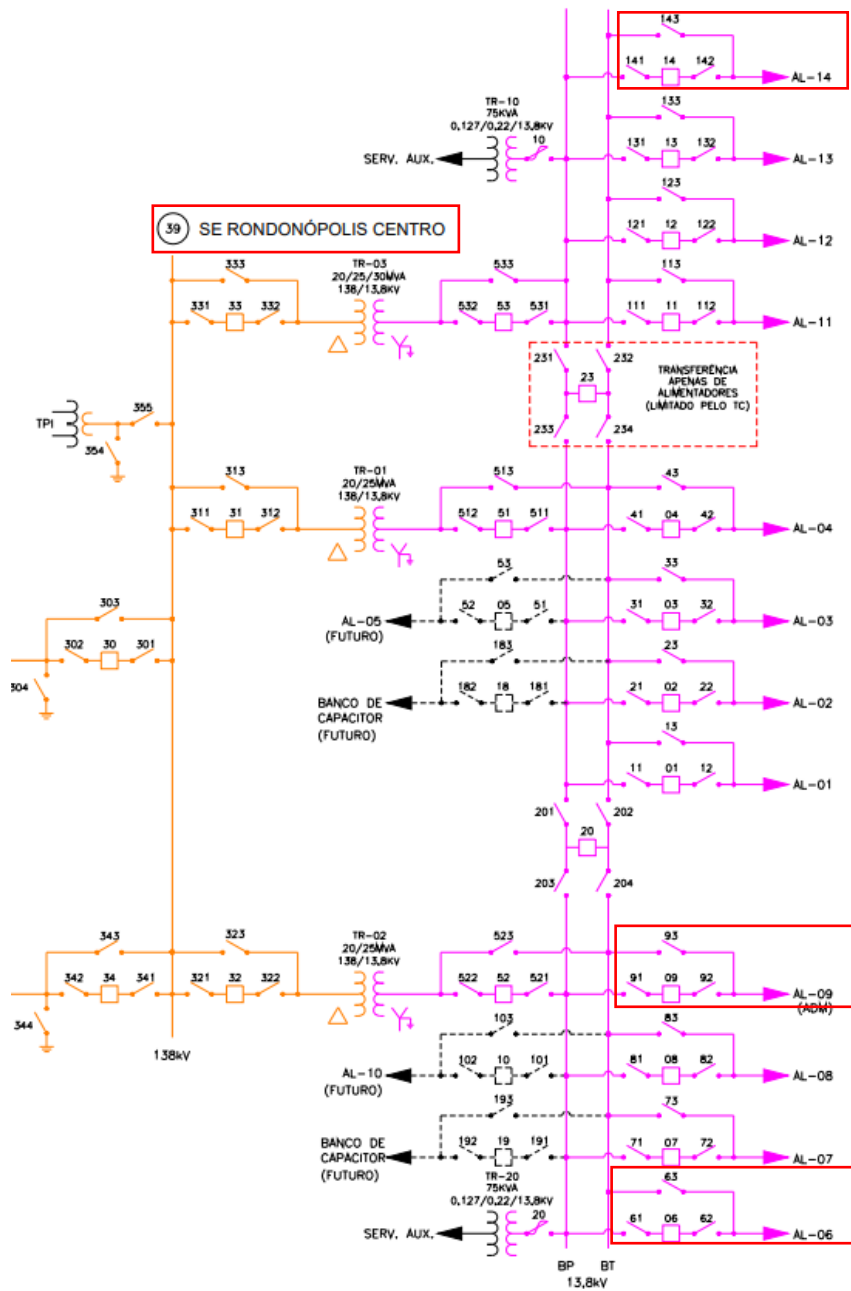 143
141 14 142
AL-14
TR-10
75KVA
0,127/0,22/13,8KV
10
133
SERV. AUX.
131 13 132
AL-13
123
121 12 122
AL-12
39 SE RONDONÓPOLIS CENTRO
333
TR-03
20/25/30MVA
138/13,8KV
533
113
331 33 332
532 53 531
111 11 112
AL-11
231 232
23
233 234
TRANSFERÊNCIA
APENAS DE
ALIMENTADORES
(LIMITADO PELO TC)
TPI
355
354
313
TR-01
20/25MVA
138/13,8KV
513
43
311 31 312
512 51 511
41 04 42
AL-04
53
33
AL-05
(FUTURO)
52 05 51
31 03 32
AL-03
303
302 30 301
304
183
23
BANCO DE
CAPACITOR
(FUTURO)
182 18 181
21 02 22
AL-02
13
11 01 12
AL-01
201 202
20
203 204
343
323
TR-02
20/25MVA
138/13,8KV
523
93
342 34 341
321 32 322
522 52 521
91 09 92
AL-09
(ADM)
344
138kV
103
83
AL-10
(FUTURO)
102 10 101
81 08 82
AL-08
193
73
BANCO DE
CAPACITOR
(FUTURO)
192 19 191
71 07 72
AL-07
TR-20
75KVA
0,127/0,22/13,8KV
20
63
SERV. AUX.
61 06 62
AL-06
BP BT
13,8kV